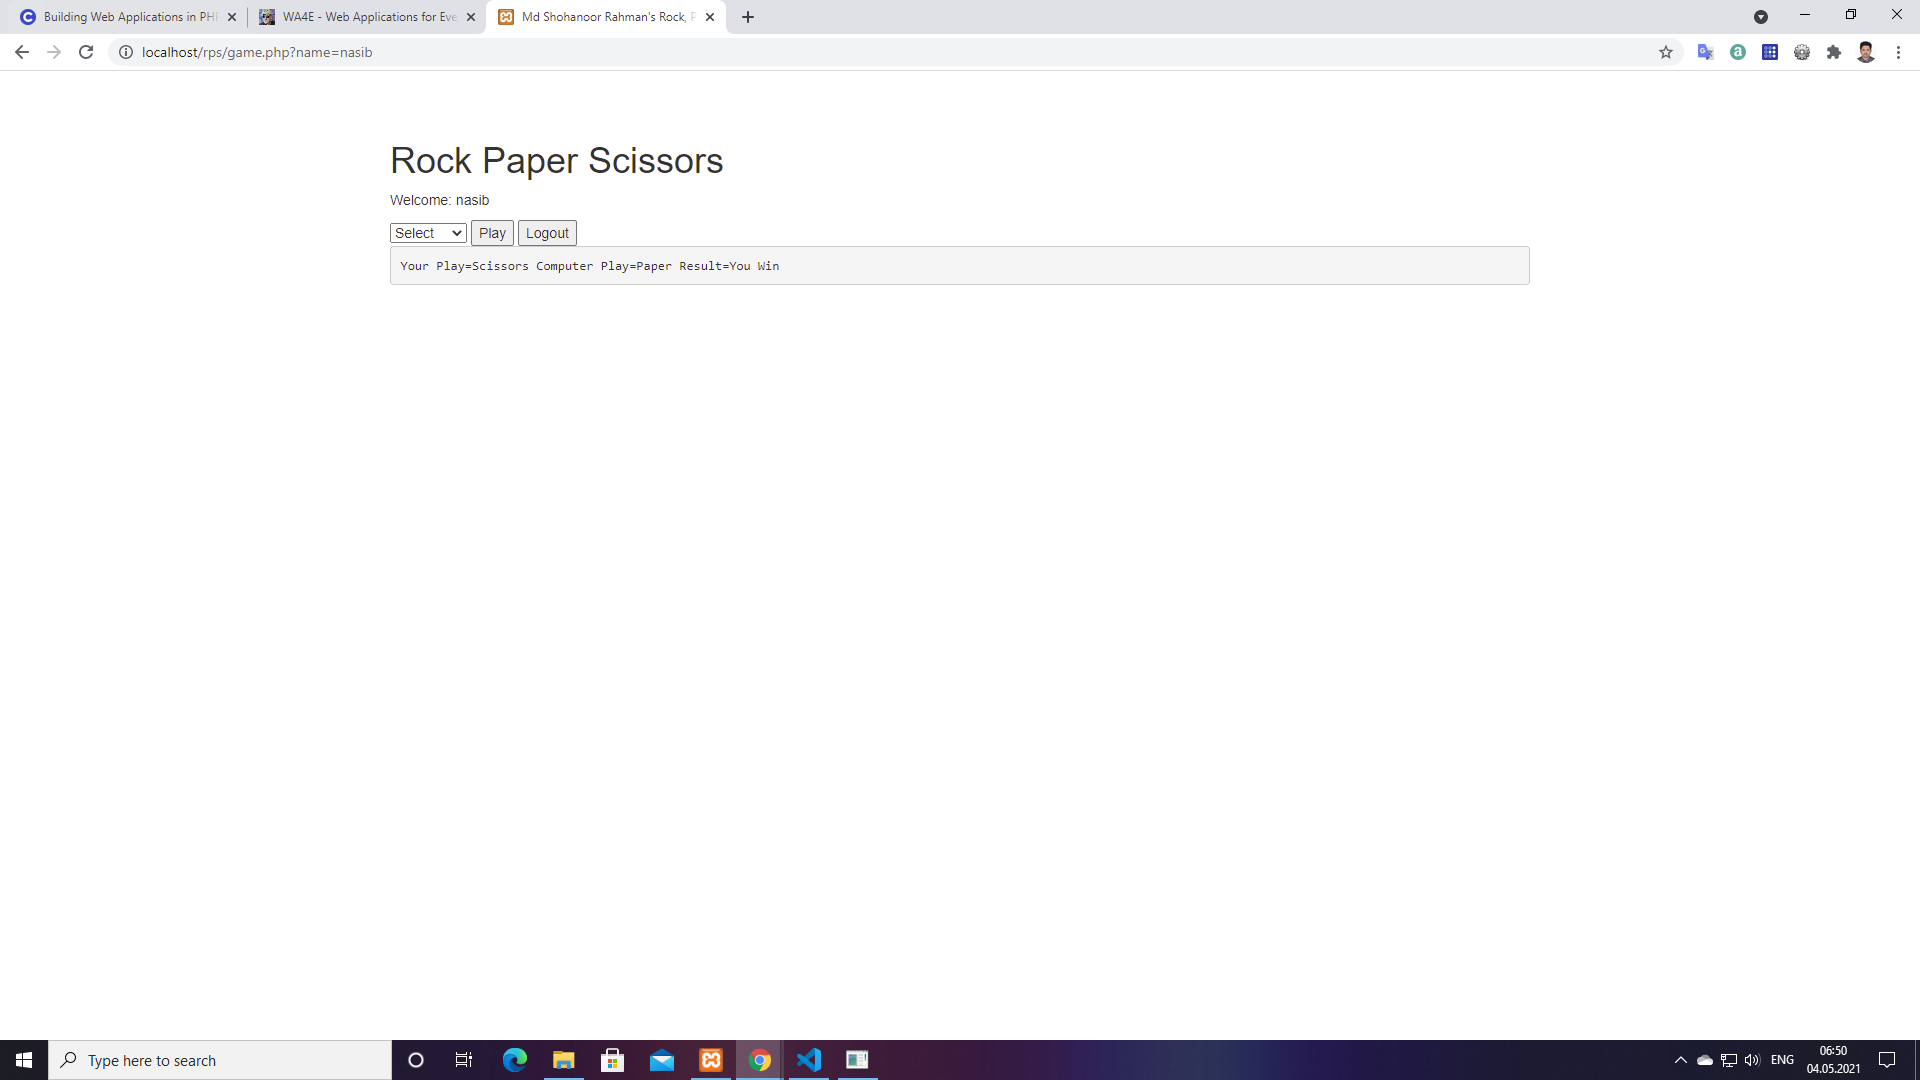 Building Web Applications in PHP
WA4E - Web Applications for Eve
Md Shohanoor Rahman's Rock, P
localhost/rps/game.php?name=nasib
Rock Paper Scissors
Welcome: nasib
Select Play Logout
Your Play=Scissors Computer Play=Paper Result=You Win
Type here to search
ENG
06:50
04.05.2021